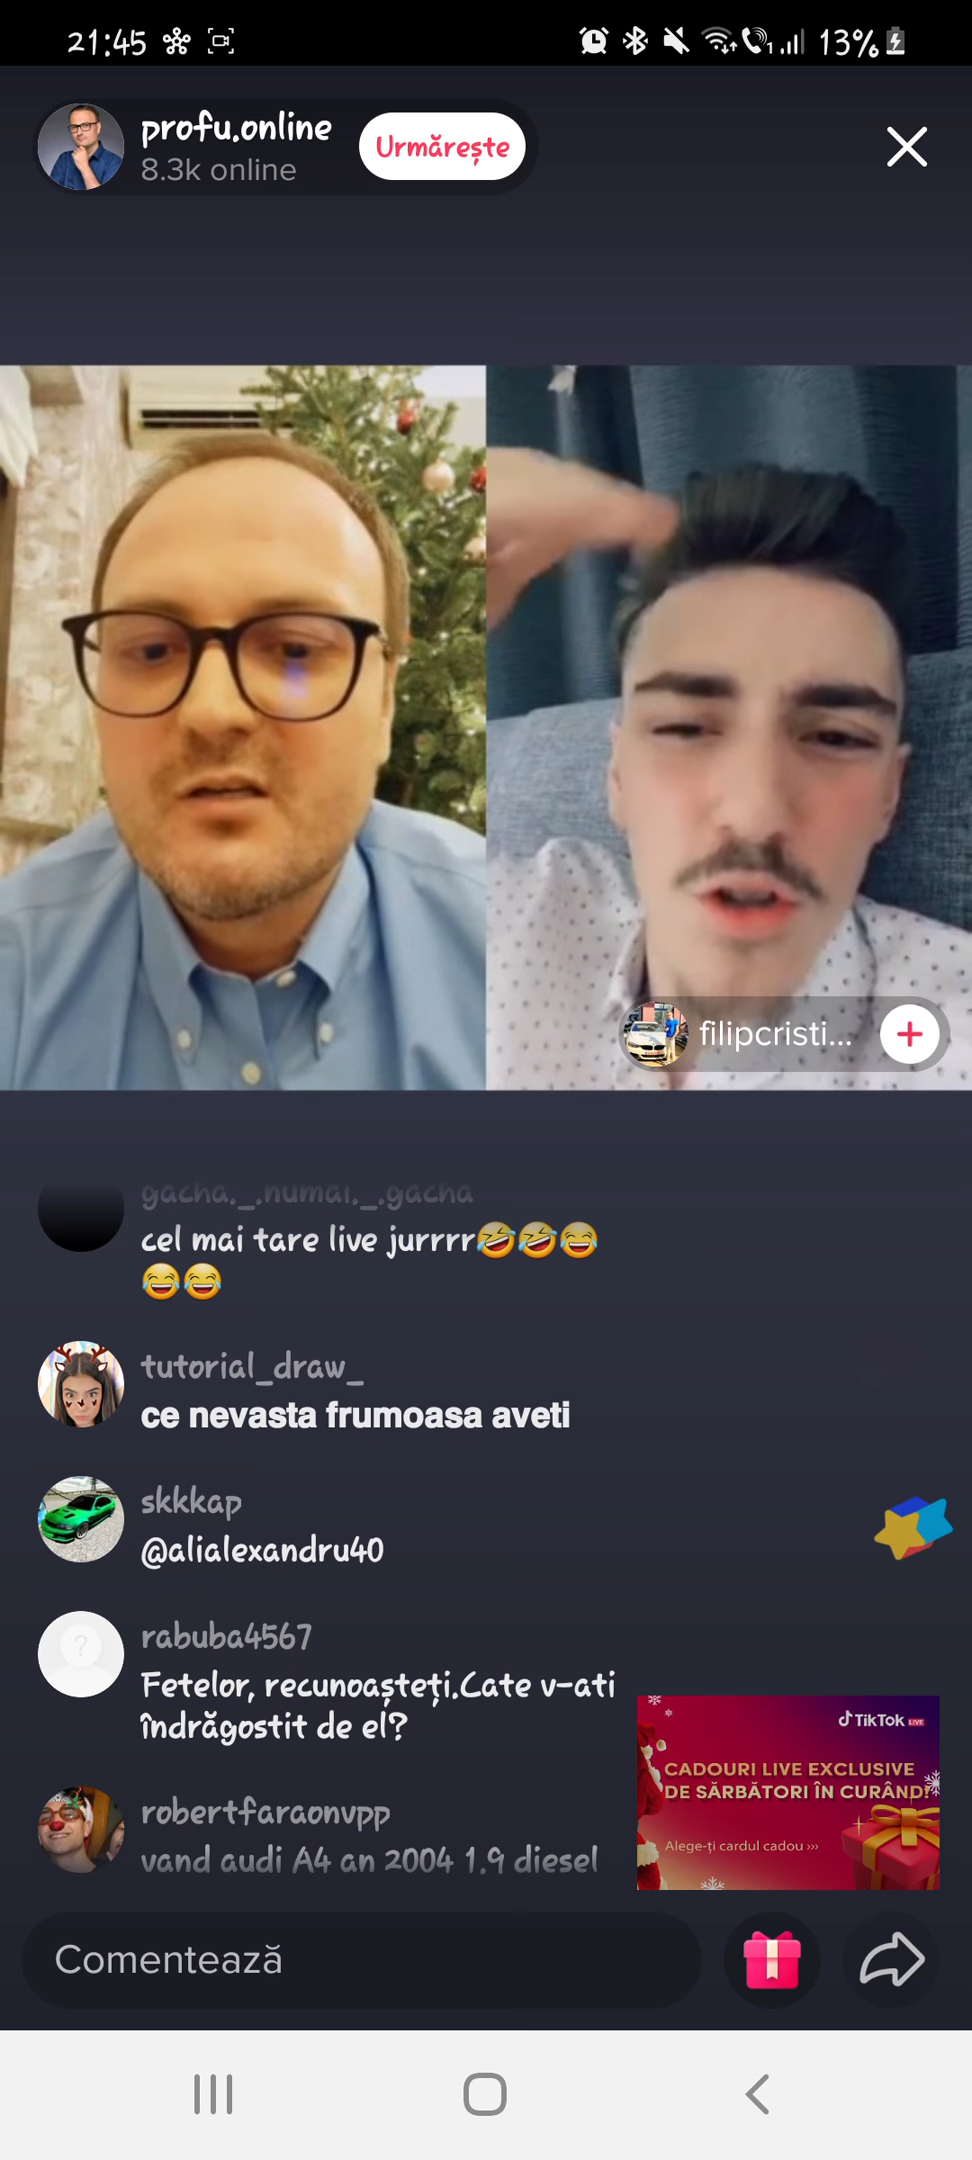 21:45
13%
profu.online
8.3k online
Urmărește
filipcristi...
gacha._.numai._.gacha
cel mai tare live jurrrr🤣🤣😂
😂😂
tutorial_draw_
ce nevasta frumoasa aveti
skkkap
@alialexandru40
rabuba4567
Fetelor, recunoașteți.Cate v-ati
îndrăgostit de el?
TikTok LIVE
CADOURI LIVE EXCLUSIVE
DE SĂRBĂTORI ÎN CURÂND!
Alege-ți cardul cadou >>>
robertfaraonvpp
vand audi A4 an 2004 1.9 diesel
Comentează